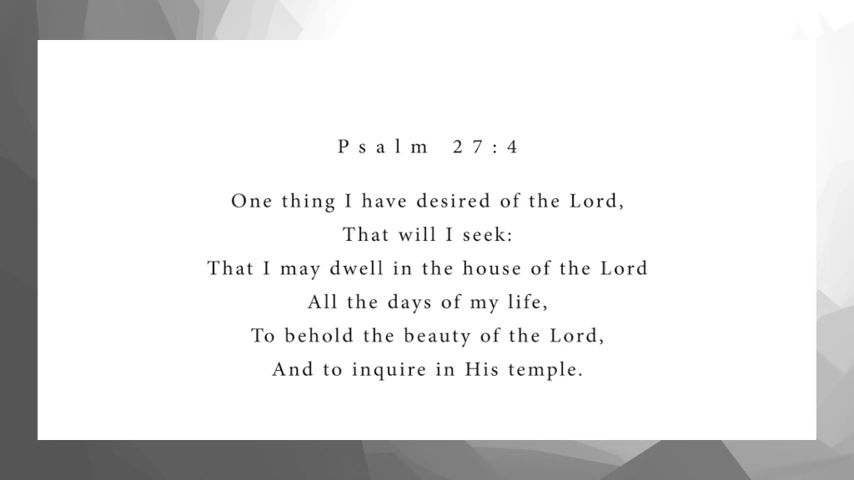 Psalm 27:4
One thing I have desired of the Lord,
That will I seek:
That I may dwell in the house of the Lord
All the days of my life,
To behold the beauty of the Lord,
And to inquire in His temple.